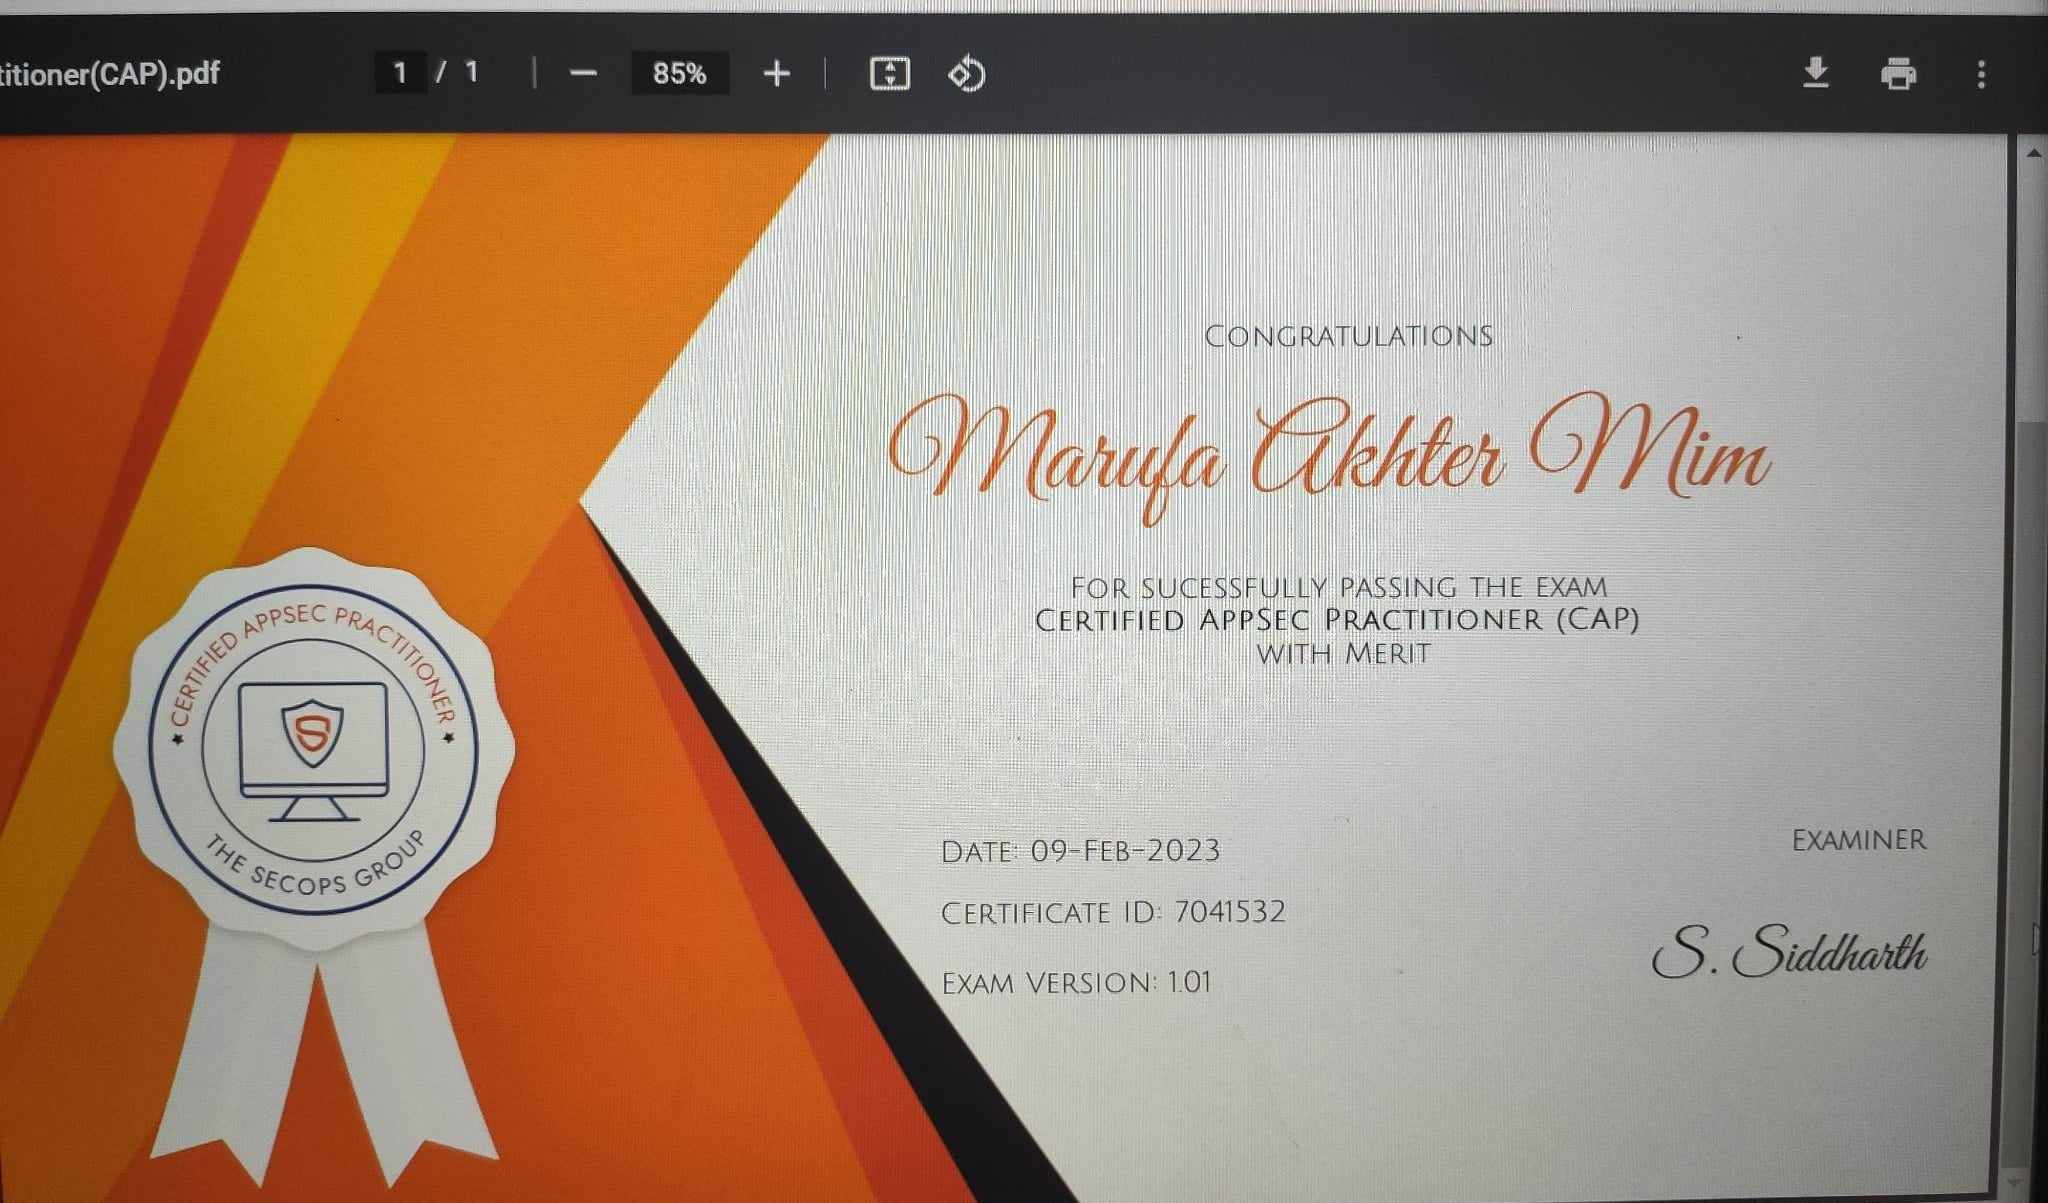 titioner(CAP).pdf
1 / 1
85%
Congratulations
Marufa Akhter Mim
For sucessfully passing the exam
Certified AppSec Practitioner (CAP)
with Merit
CERTIFIED APPSEC PRACTITIONER
S
THE SECOPS GROUP
Date: 09-Feb-2023
Certificate ID: 7041532
Exam Version: 1.01
Examiner
S. Siddharth